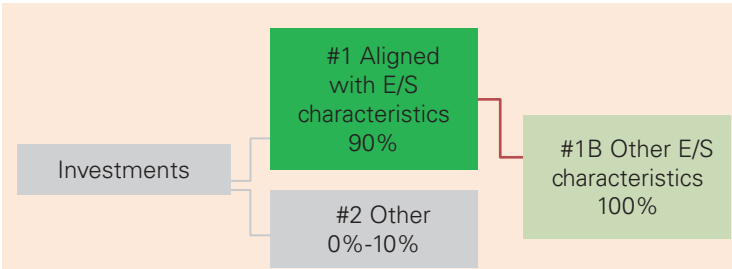 Investments
#1 Aligned
with E/S
characteristics
90%
#2 Other
0%-10%
#1B Other E/S
characteristics
100%